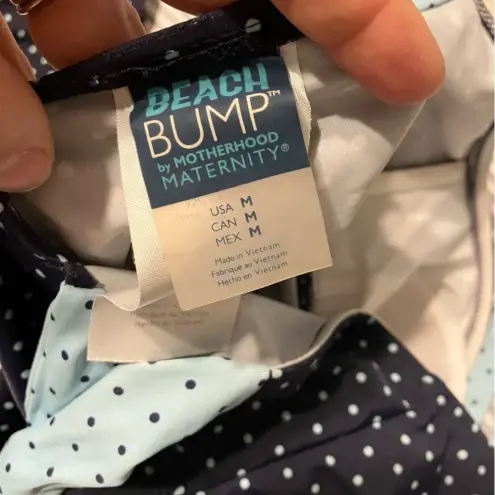 BEACH
BUMP™
by MOTHERHOOD
MATERNITY®
USA M
CAN M
MEX M
Made in Vietnam
Fabriqué au Vietnam
Hecho en Vietnam